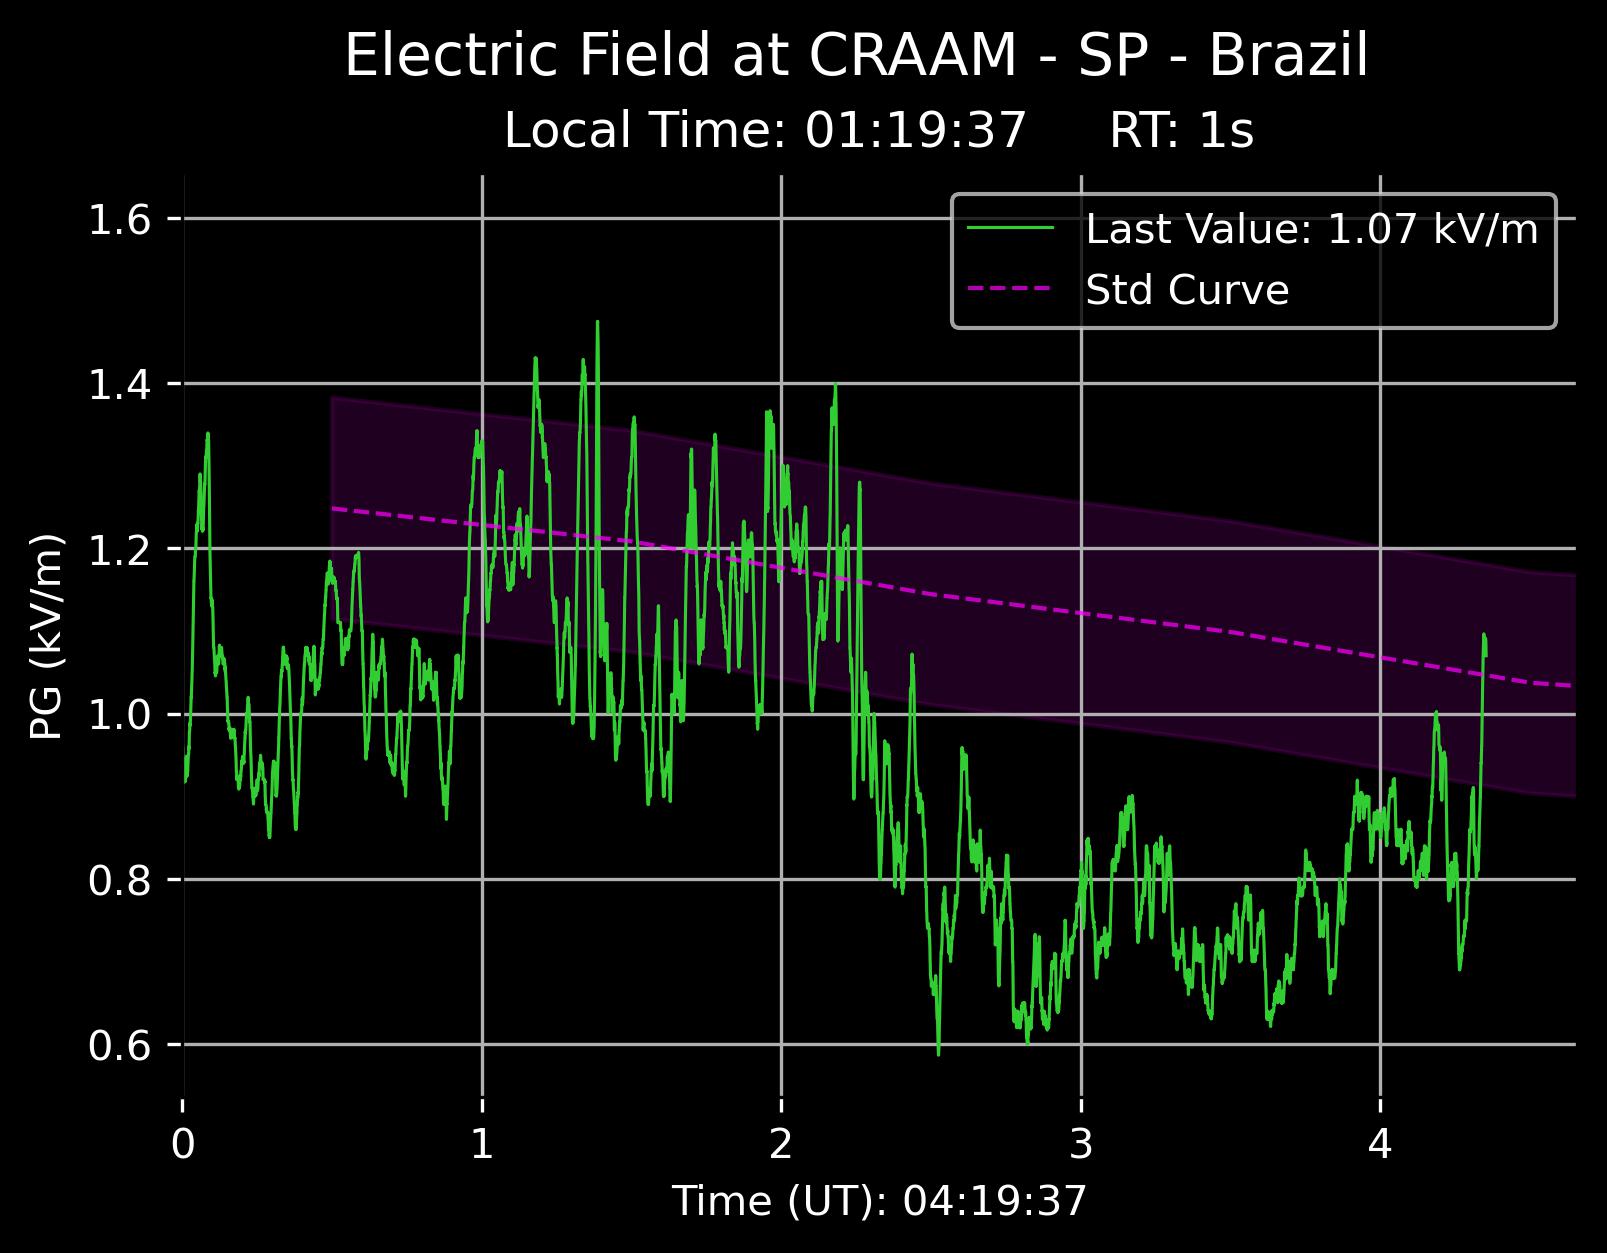 Electric Field at CRAAM - SP - Brazil
Local Time: 01:19:37 RT: 1s
Last Value: 1.07 kV/m
Std Curve
PG (kV/m)
1.6
1.4
1.2
1.0
0.8
0.6
0 1 2 3 4
Time (UT): 04:19:37